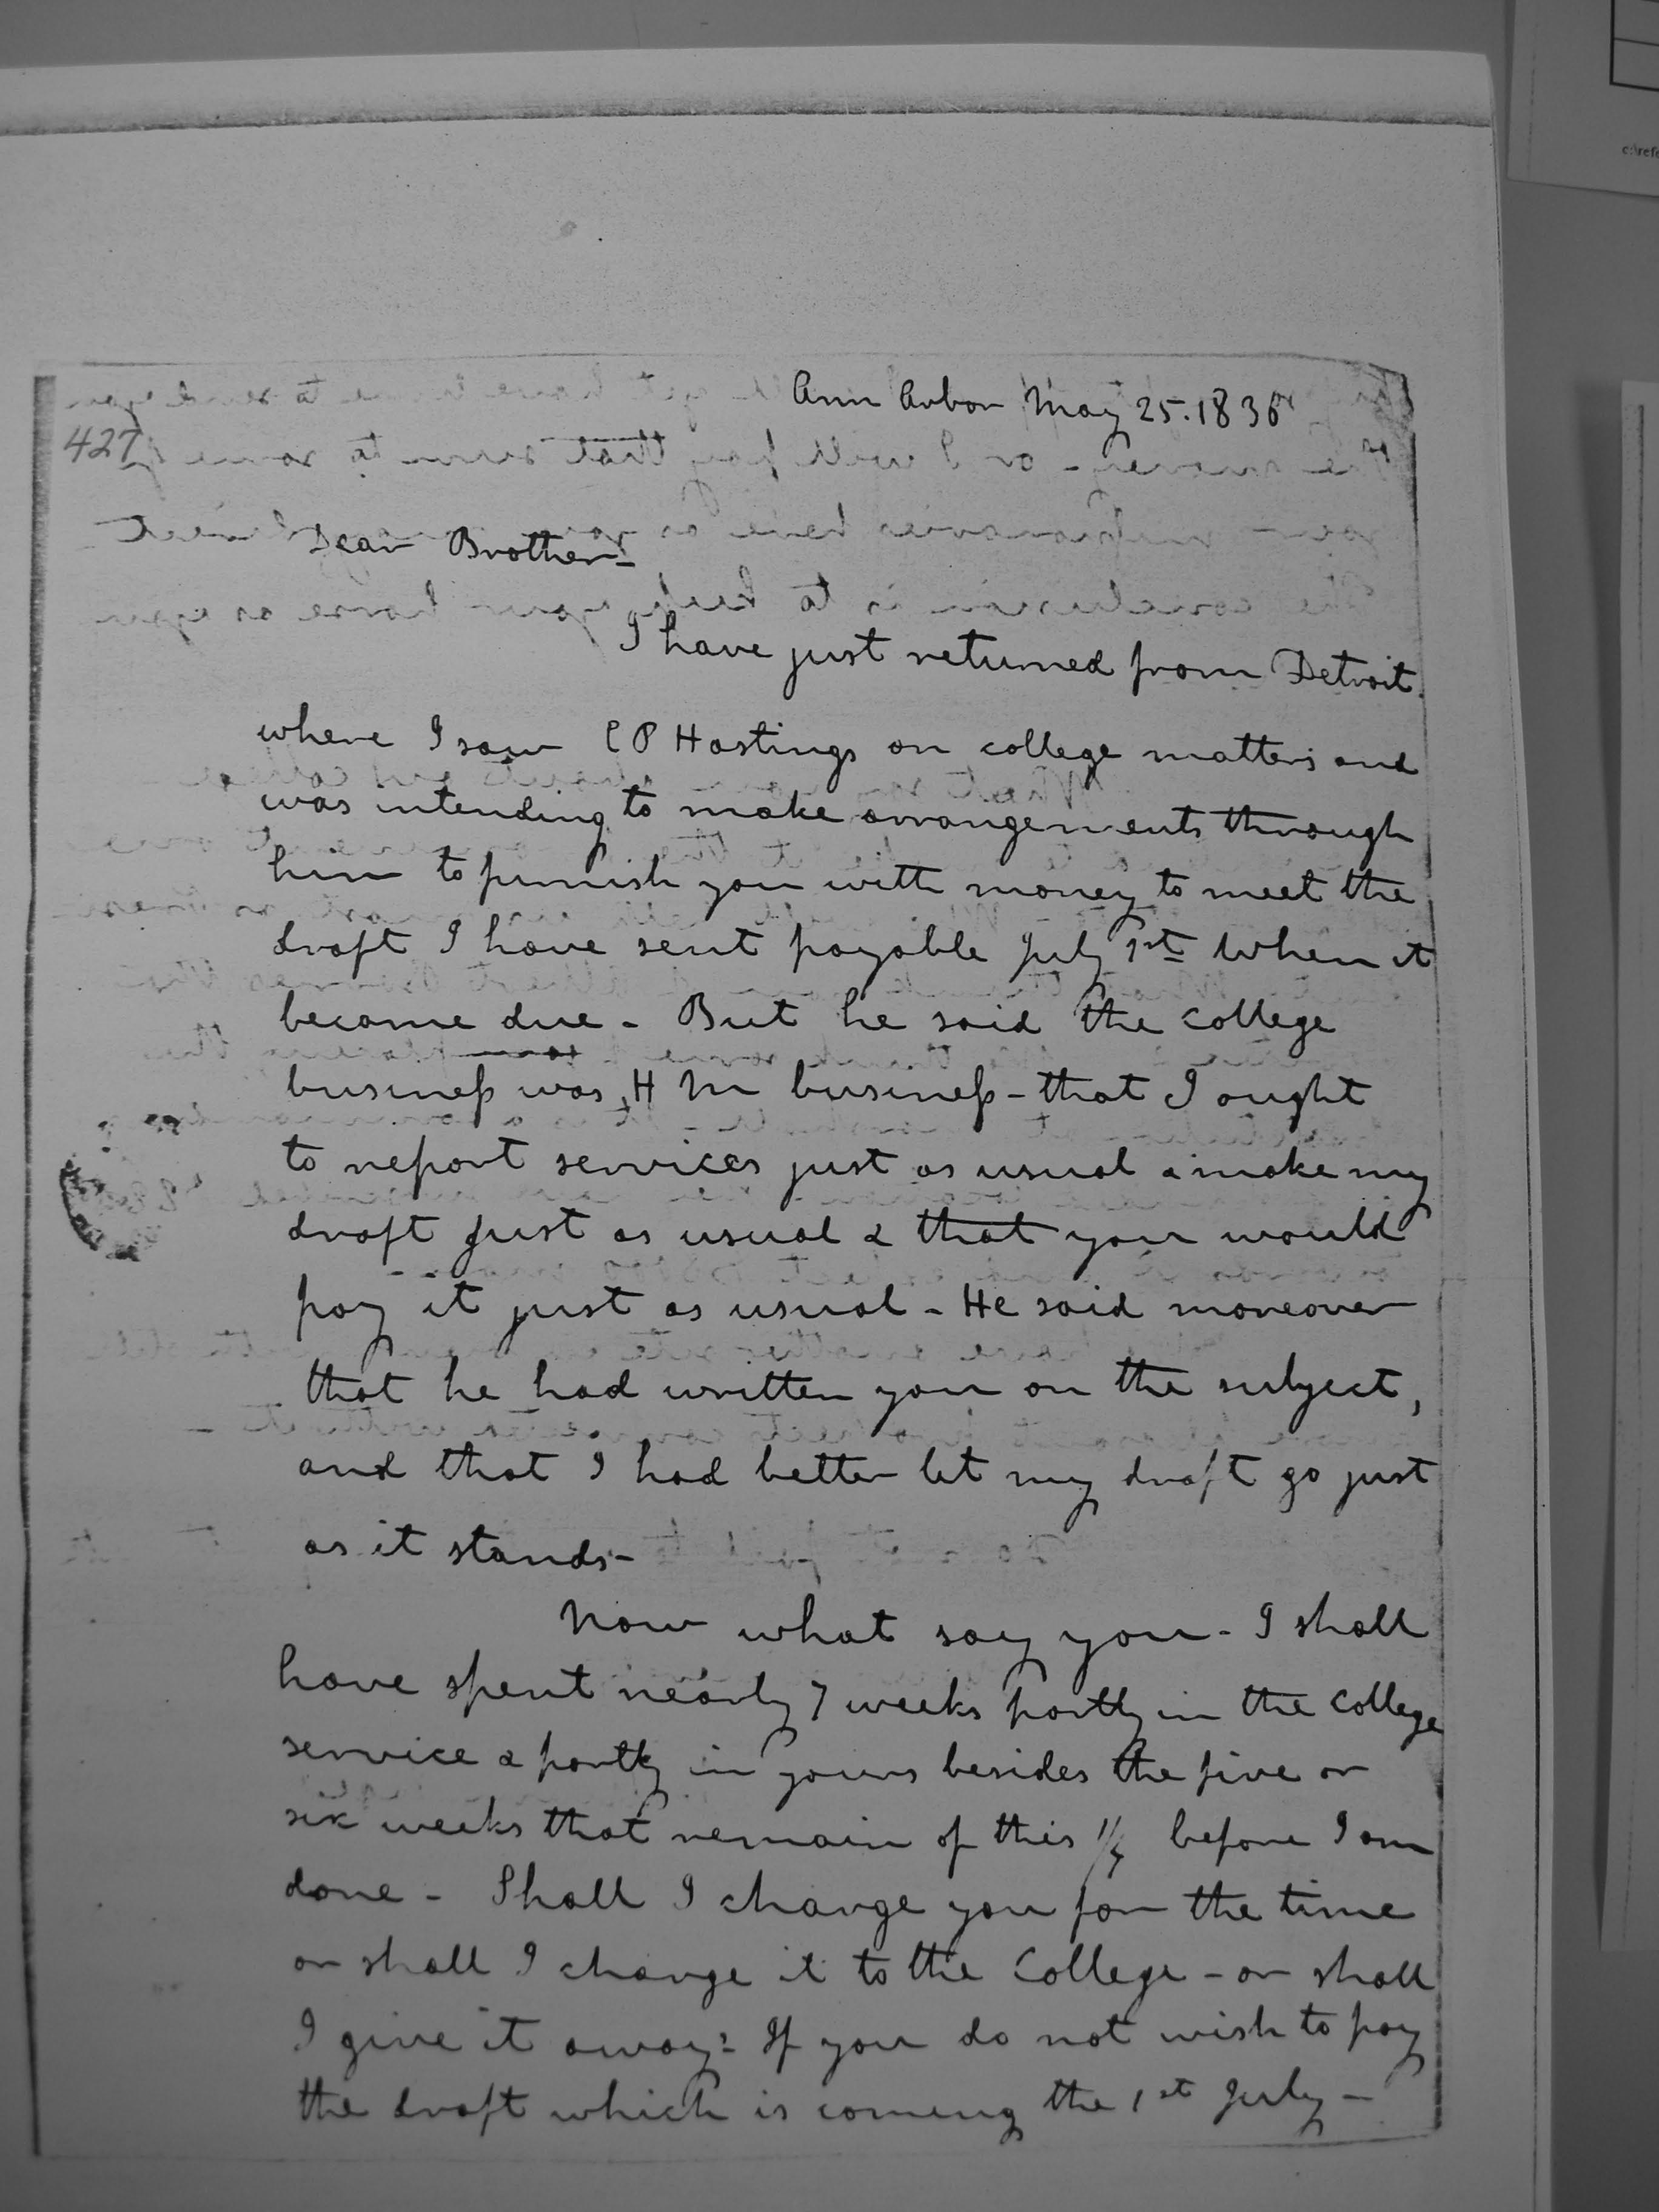 Ann Arbor May 25. 1836
427
Dear Brother -
I have just returned from Detroit
where I saw E P Hastings on college matters and
was intending to make arrangements through
him to furnish you with money to meet the
draft I have sent payable July 1st when it
became due - But he said the college
business was H M business - that I ought
to report services just as usual & make my
draft just as usual & that you would
pay it just as usual - He said moreover
that he had written you on the subject,
and that I had better let my draft go just
as it stands -
Now what say you - I shall
have spent nearly 7 weeks partly in the College
service & partly in yours besides the five or
six weeks that remain of this 1/4 before I am
done - Shall I charge you for the time
or shall I charge it to the College - or shall
I give it away? If you do not wish to pay
the draft which is coming the 1st July -